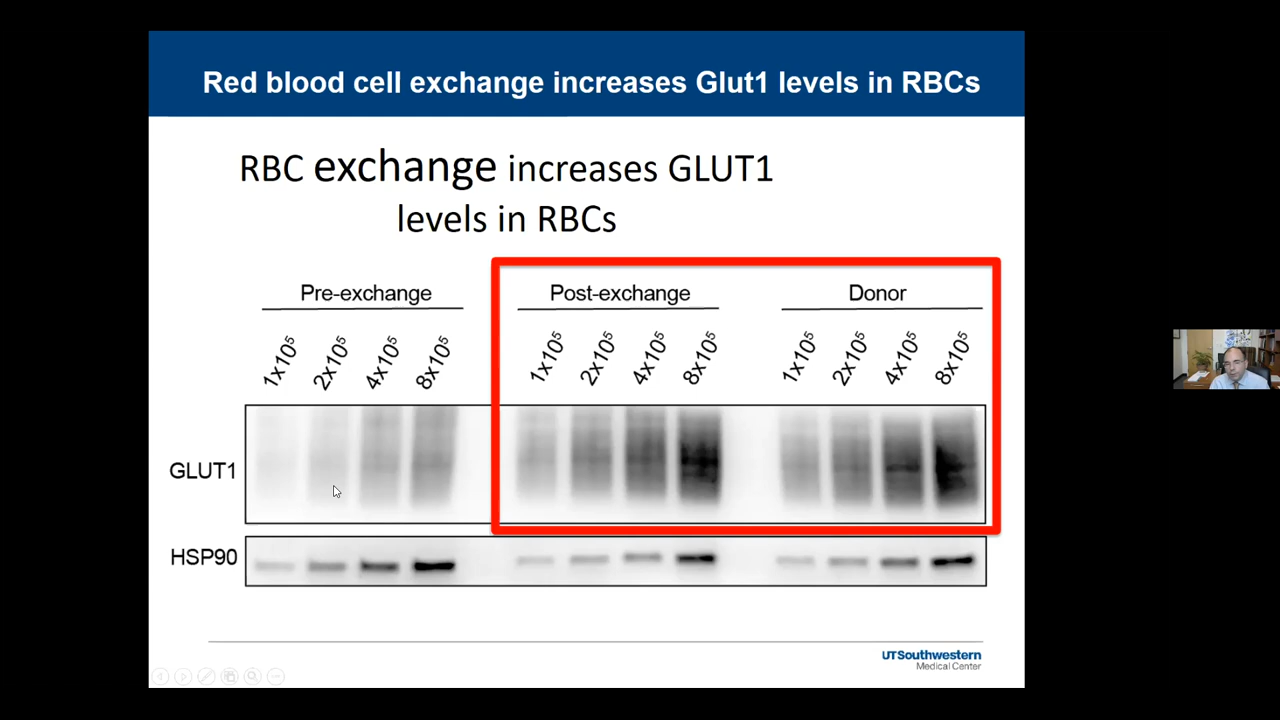 Red blood cell exchange increases Glut1 levels in RBCs
RBC exchange increases GLUT1
levels in RBCs
Pre-exchange
Post-exchange
Donor
1x10⁵
2x10⁵
4x10⁵
8x10⁵
1x10⁵
2x10⁵
4x10⁵
8x10⁵
1x10⁵
2x10⁵
4x10⁵
8x10⁵
GLUT1
HSP90
UTSouthwestern
Medical Center